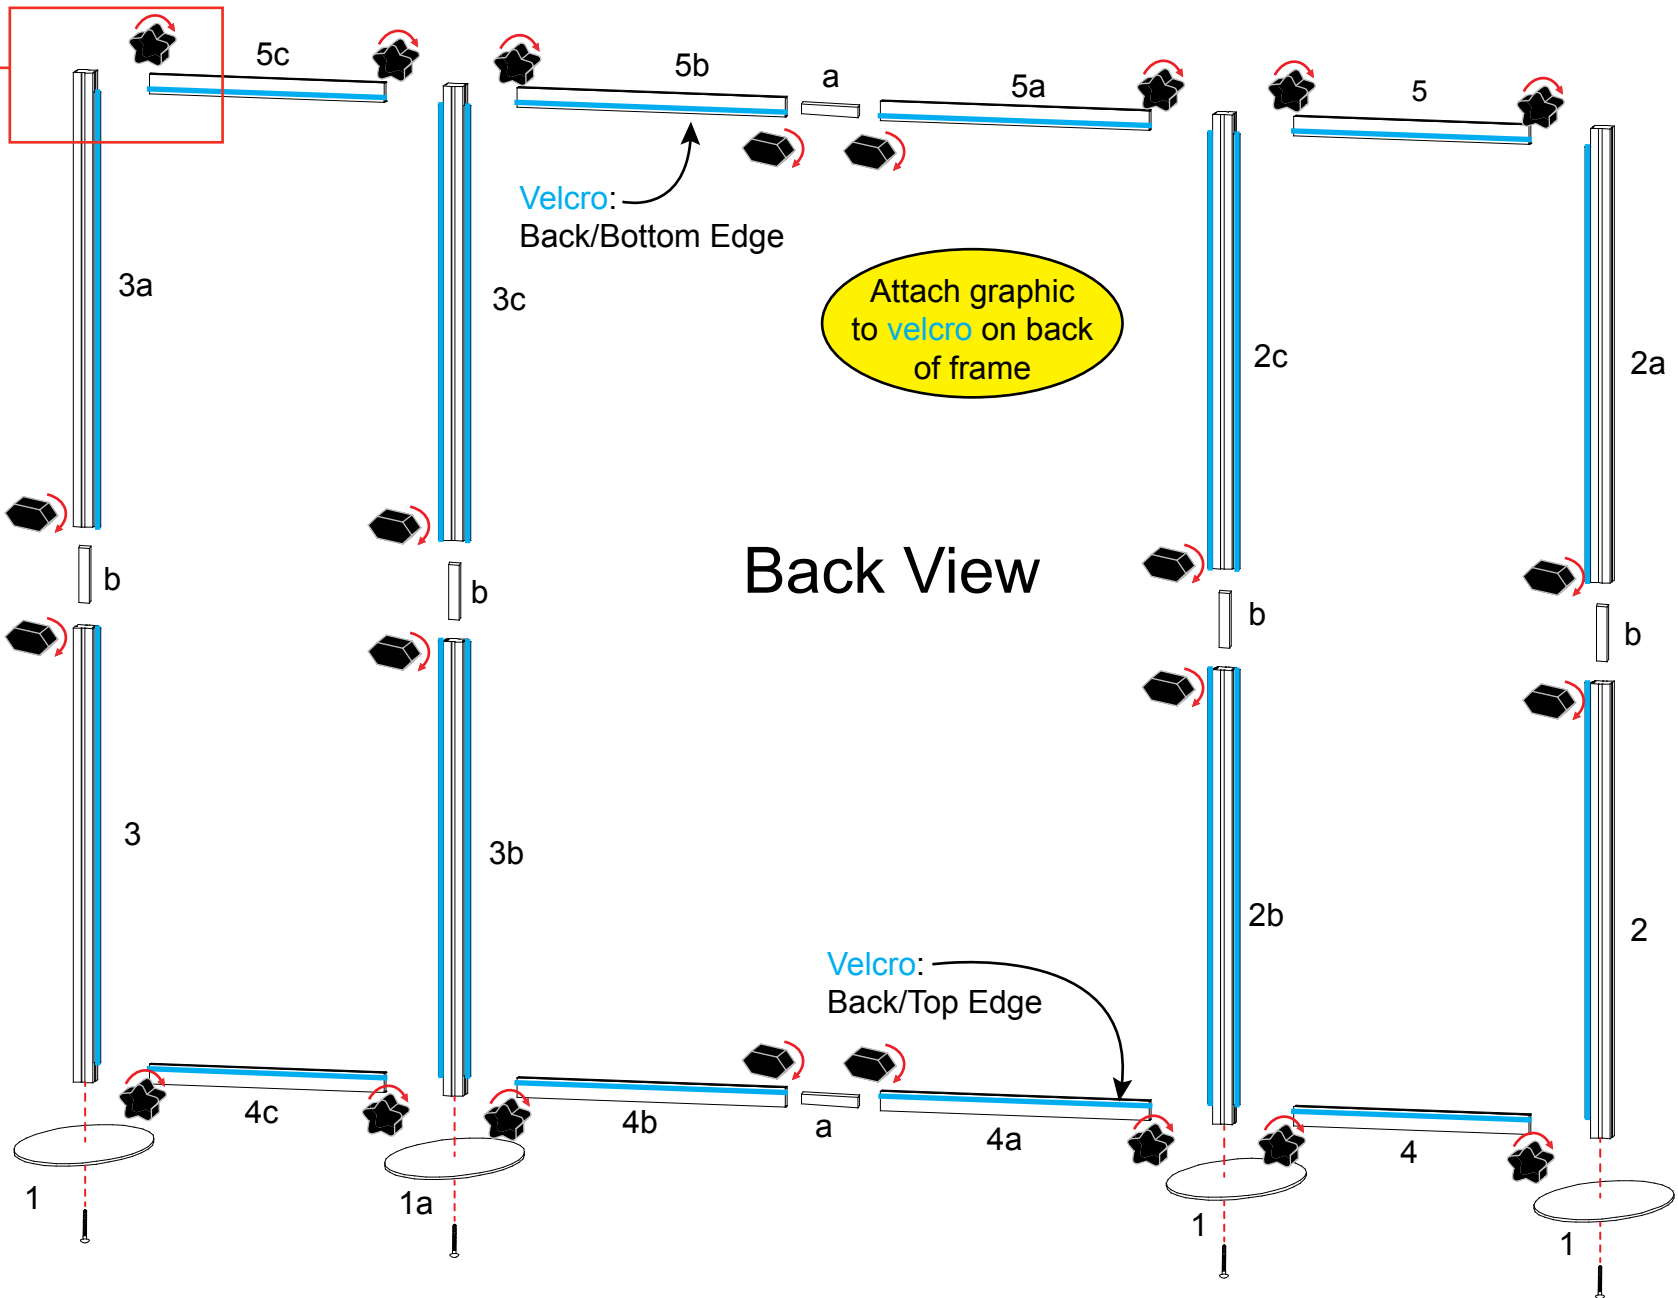 5c
5b
a
5a
5
Velcro:
Back/Bottom Edge
3a
3c
Attach graphic
to velcro on back
of frame
2c
2a
Back View
b
b
b
b
3
3b
2b
2
Velcro:
Back/Top Edge
4c
4b
a
4a
4
1
1a
1
1